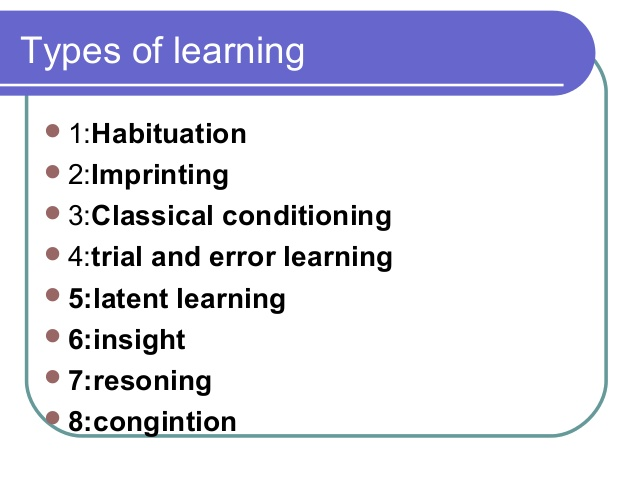 Types of learning
1:Habituation
2:Imprinting
3:Classical conditioning
4:trial and error learning
5:latent learning
6:insight
7:resoning
8:congintion